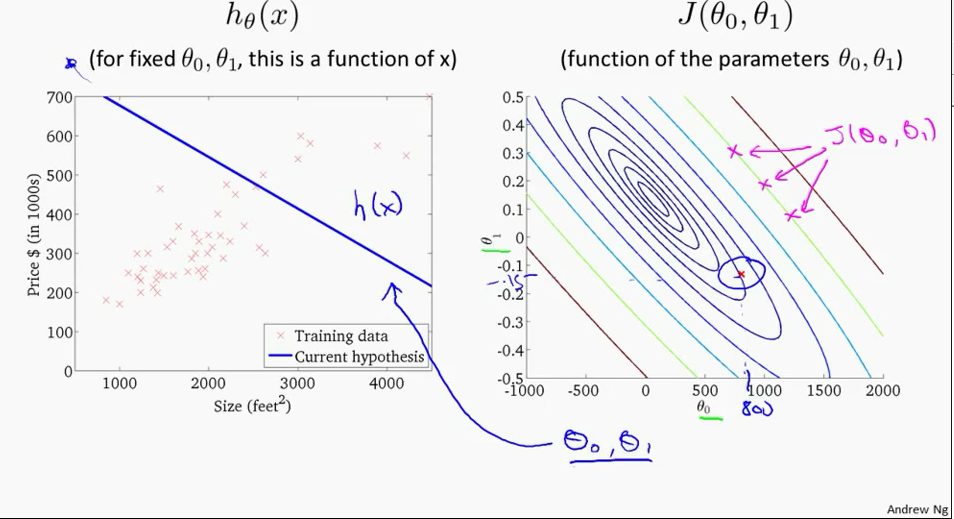 hθ(x)
(for fixed θ0, θ1, this is a function of x)
700
600
500
400
300
200
100
0
Price $ (in 1000s)
h(x)
Training data
Current hypothesis
1000 2000 3000 4000
Size (feet2)
J(θ0, θ1)
(function of the parameters θ0, θ1)
0.5
0.4
0.3
0.2
0.1
0
-0.1
-0.2
-0.3
-0.4
-0.5
θ1
-.15
J(θ0, θ1)
-1000 -500 0 500 1000 1500 2000
θ0
800
θ0, θ1
Andrew Ng